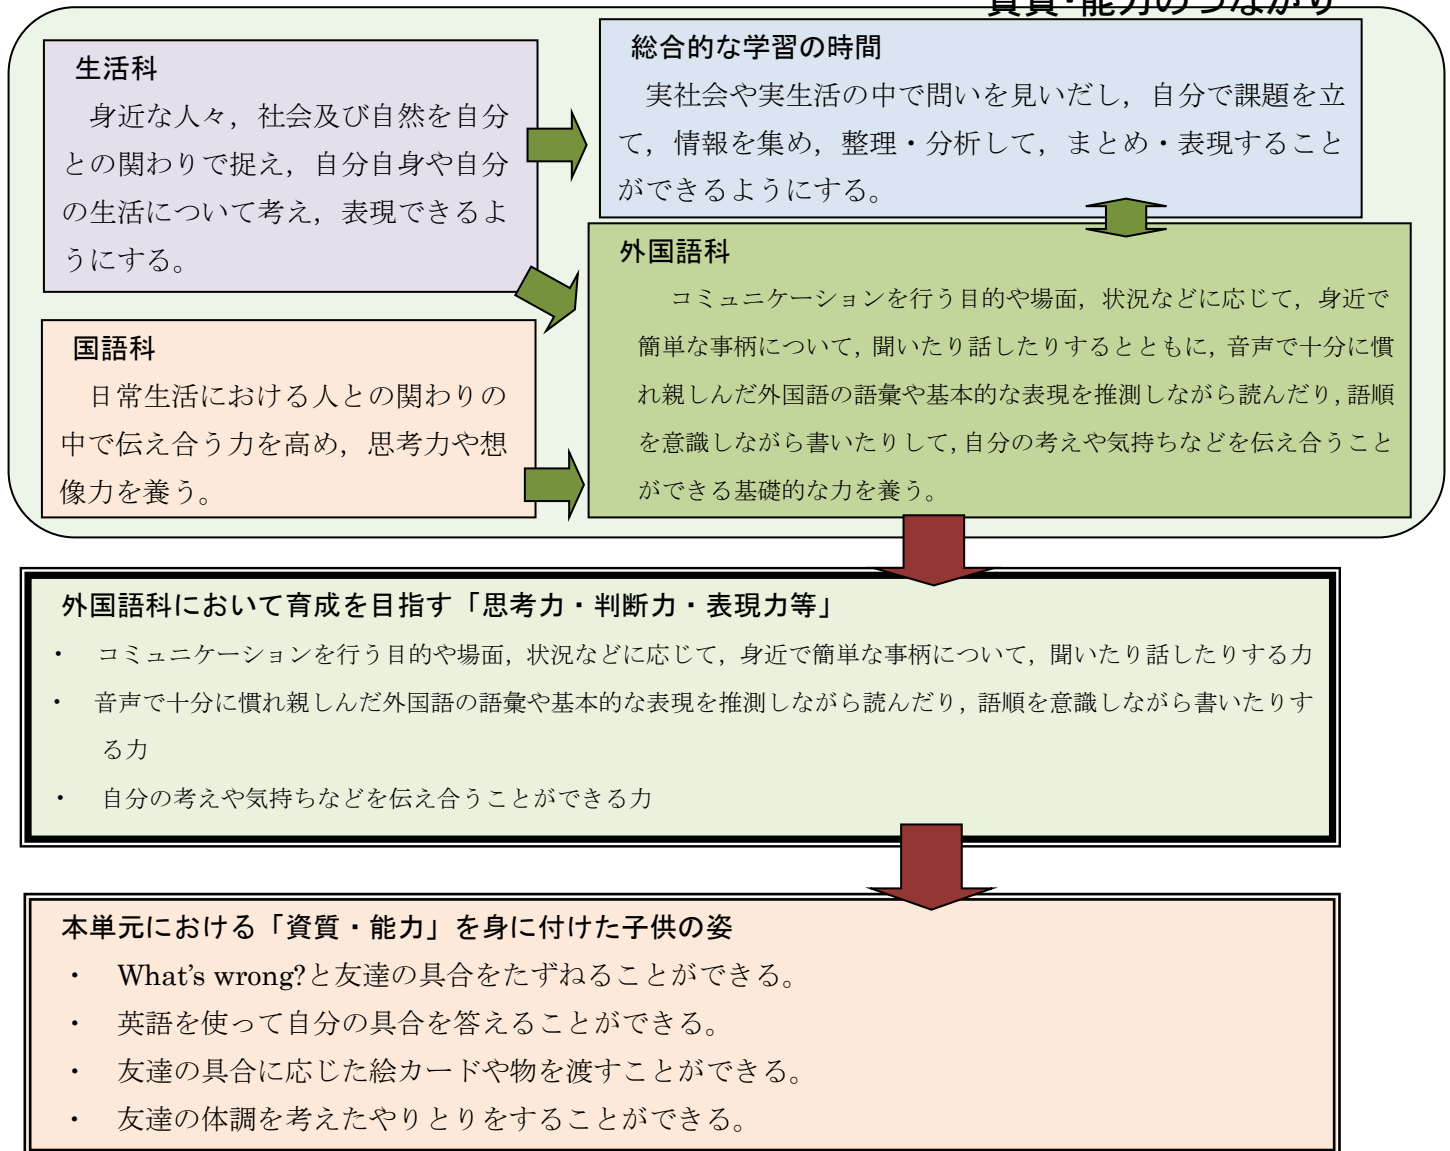 資質・能力のつながり
生活科
身近な人々，社会及び自然を自分
との関わりで捉え，自分自身や自分
の生活について考え，表現できるよ
うにする。
総合的な学習の時間
実社会や実生活の中で問いを見いだし，自分で課題を立
て，情報を集め，整理・分析して，まとめ・表現すること
ができるようにする。
国語科
日常生活における人との関わりの
中で伝え合う力を高め，思考力や想
像力を養う。
外国語科
コミュニケーションを行う目的や場面，状況などに応じて，身近で
簡単な事柄について，聞いたり話したりするとともに，音声で十分に慣
れ親しんだ外国語の語彙や基本的な表現を推測しながら読んだり，語順
を意識しながら書いたりして，自分の考えや気持ちなどを伝え合うこと
ができる基礎的な力を養う。
外国語科において育成を目指す「思考力・判断力・表現力等」
・ コミュニケーションを行う目的や場面，状況などに応じて，身近で簡単な事柄について，聞いたり話したりする力
・ 音声で十分に慣れ親しんだ外国語の語彙や基本的な表現を推測しながら読んだり，語順を意識しながら書いたりす
る力
・ 自分の考えや気持ちなどを伝え合うことができる力
本単元における「資質・能力」を身に付けた子供の姿
・ What's wrong?と友達の具合をたずねることができる。
・ 英語を使って自分の具合を答えることができる。
・ 友達の具合に応じた絵カードや物を渡すことができる。
・ 友達の体調を考えたやりとりをすることができる。